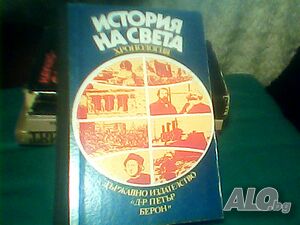 ИСТОРИЯ
НА СВЕТА
ХРОНОЛОГИЯ
ДЪРЖАВНО ИЗДАТЕЛСТВО
"Д-Р ПЕТЪР
БЕРОН"
ALO.bg